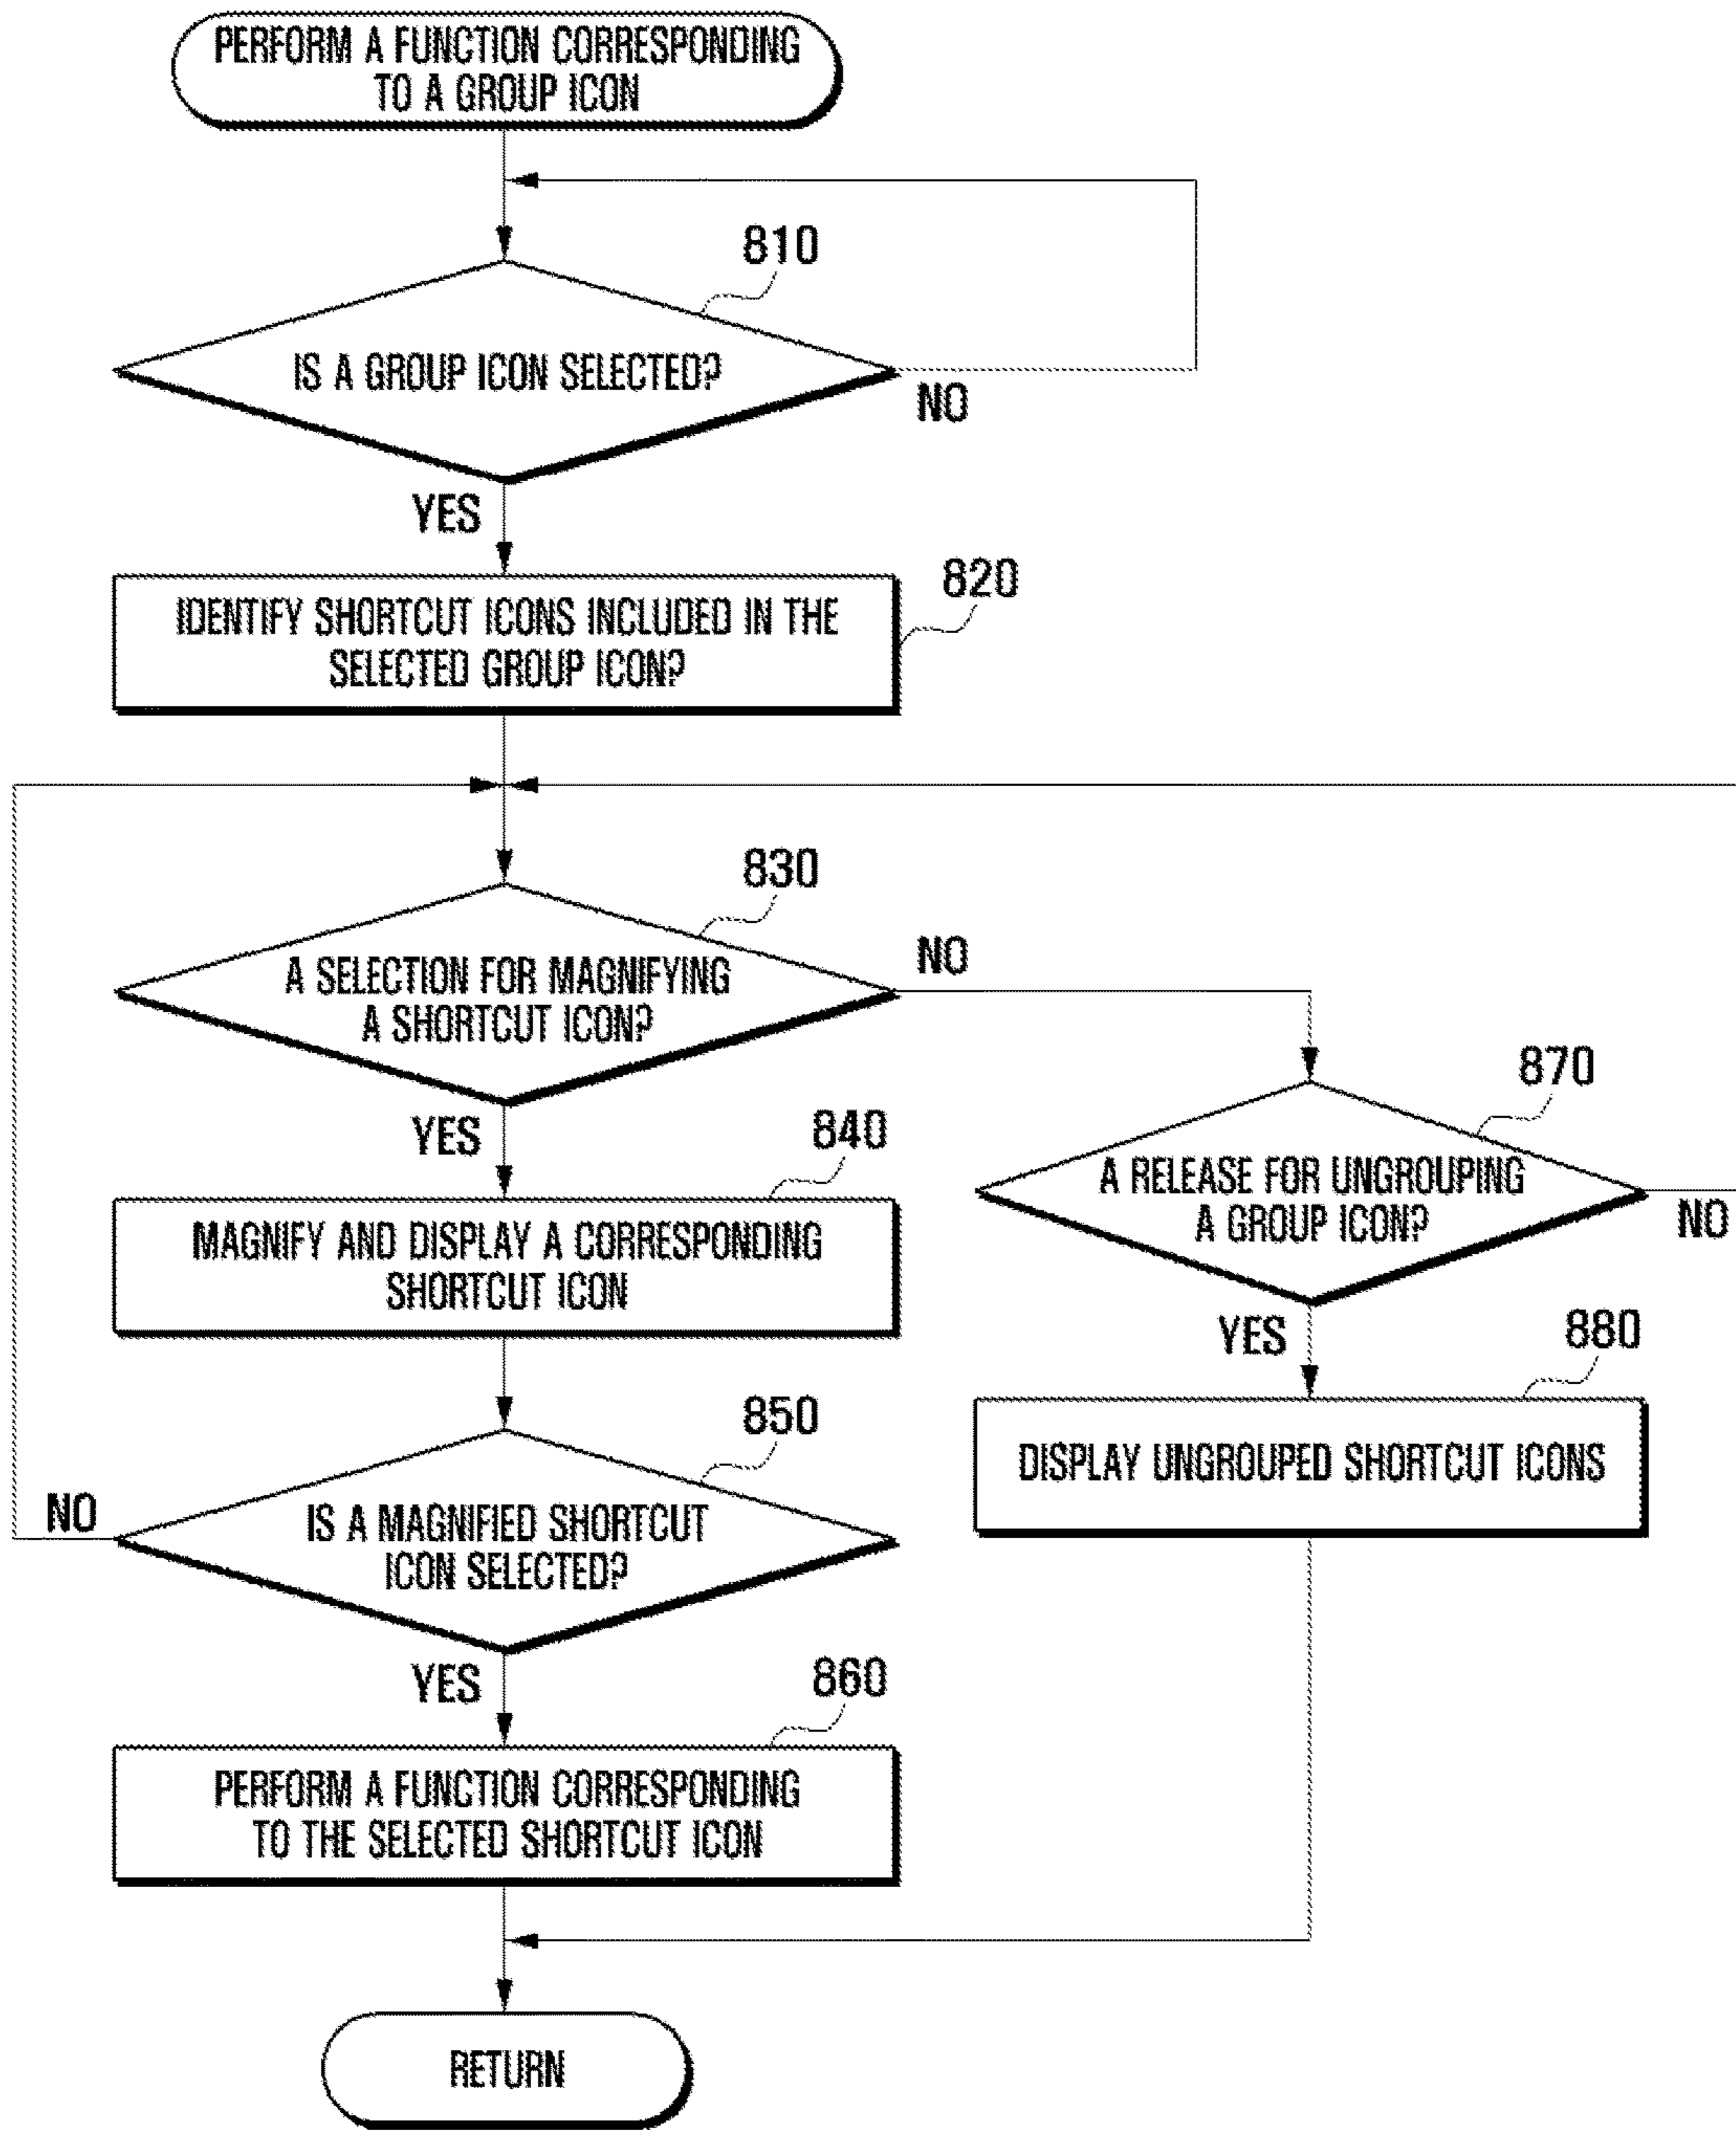 PERFORM A FUNCTION CORRESPONDING
TO A GROUP ICON
810
IS A GROUP ICON SELECTED?
NO
YES
820
IDENTIFY SHORTCUT ICONS INCLUDED IN THE
SELECTED GROUP ICON?
830
A SELECTION FOR MAGNIFYING
A SHORTCUT ICON?
NO
YES
840
MAGNIFY AND DISPLAY A CORRESPONDING
SHORTCUT ICON
870
A RELEASE FOR UNGROUPING
A GROUP ICON?
NO
YES
880
DISPLAY UNGROUPED SHORTCUT ICONS
850
IS A MAGNIFIED SHORTCUT
ICON SELECTED?
NO
YES
860
PERFORM A FUNCTION CORRESPONDING
TO THE SELECTED SHORTCUT ICON
RETURN